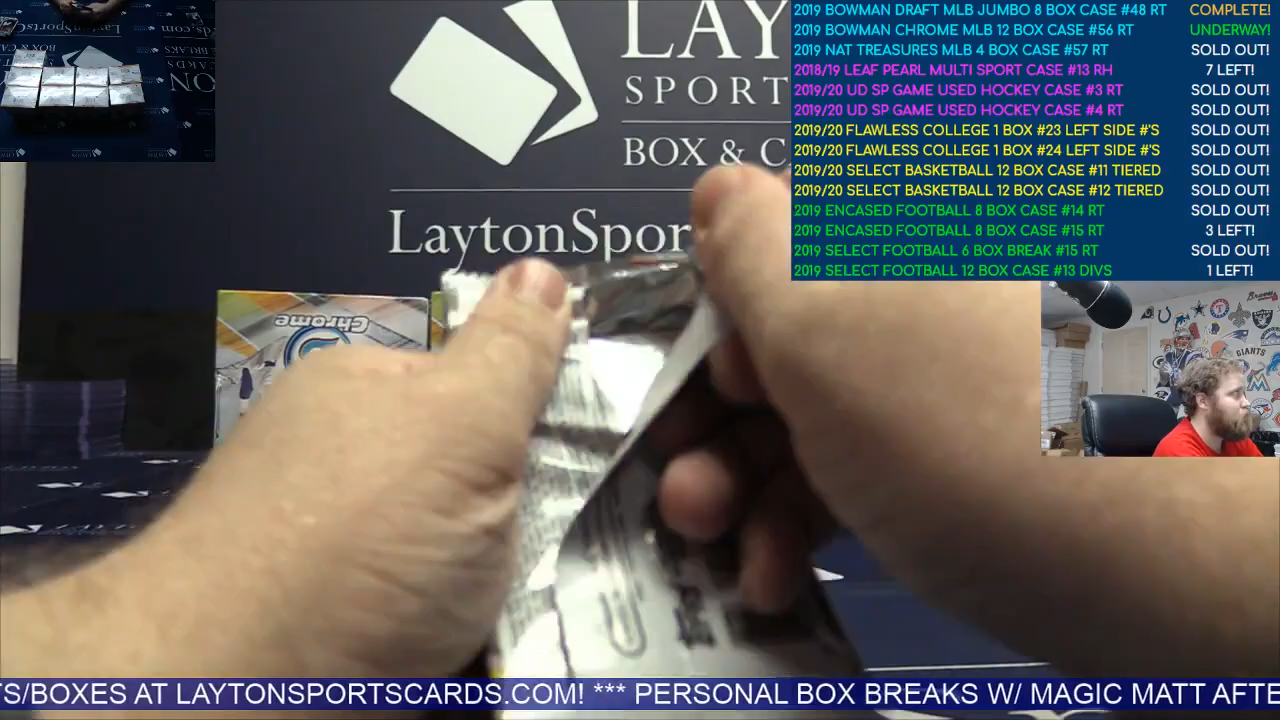 2019 BOWMAN DRAFT MLB JUMBO 8 BOX CASE #48 RT COMPLETE!
2019 BOWMAN CHROME MLB 12 BOX CASE #56 RT UNDERWAY!
2019 NAT TREASURES MLB 4 BOX CASE #57 RT SOLD OUT!
2018/19 LEAF PEARL MULTI SPORT CASE #13 RH 7 LEFT!
2019/20 UD SP GAME USED HOCKEY CASE #3 RT SOLD OUT!
2019/20 UD SP GAME USED HOCKEY CASE #4 RT SOLD OUT!
2019/20 FLAWLESS COLLEGE 1 BOX #23 LEFT SIDE #'S SOLD OUT!
2019/20 FLAWLESS COLLEGE 1 BOX #24 LEFT SIDE #'S SOLD OUT!
2019/20 SELECT BASKETBALL 12 BOX CASE #11 TIERED SOLD OUT!
2019/20 SELECT BASKETBALL 12 BOX CASE #12 TIERED SOLD OUT!
2019 ENCASED FOOTBALL 8 BOX CASE #14 RT SOLD OUT!
2019 ENCASED FOOTBALL 8 BOX CASE #15 RT 3 LEFT!
2019 SELECT FOOTBALL 6 BOX BREAK #15 RT SOLD OUT!
2019 SELECT FOOTBALL 12 BOX CASE #13 DIVS 1 LEFT!
LAY
SPORT
BOX & C
LaytonSpor
Chrome
GIANTS
TS/BOXES AT LAYTONSPORTSCARDS.COM! *** PERSONAL BOX BREAKS W/ MAGIC MATT AFTE